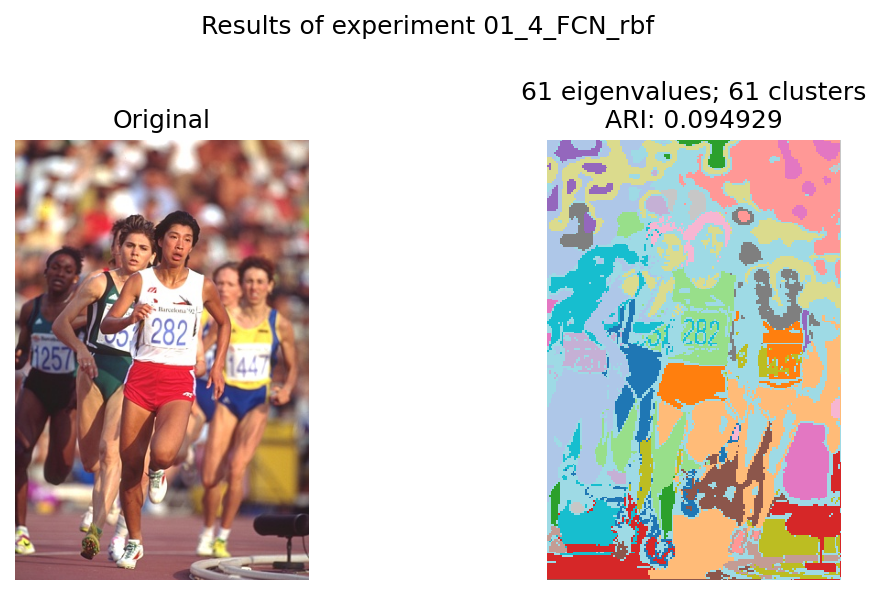 Results of experiment 01_4_FCN_rbf
61 eigenvalues; 61 clusters
Original
ARI: 0.094929
Barcelona '92
282
1257
1447
282